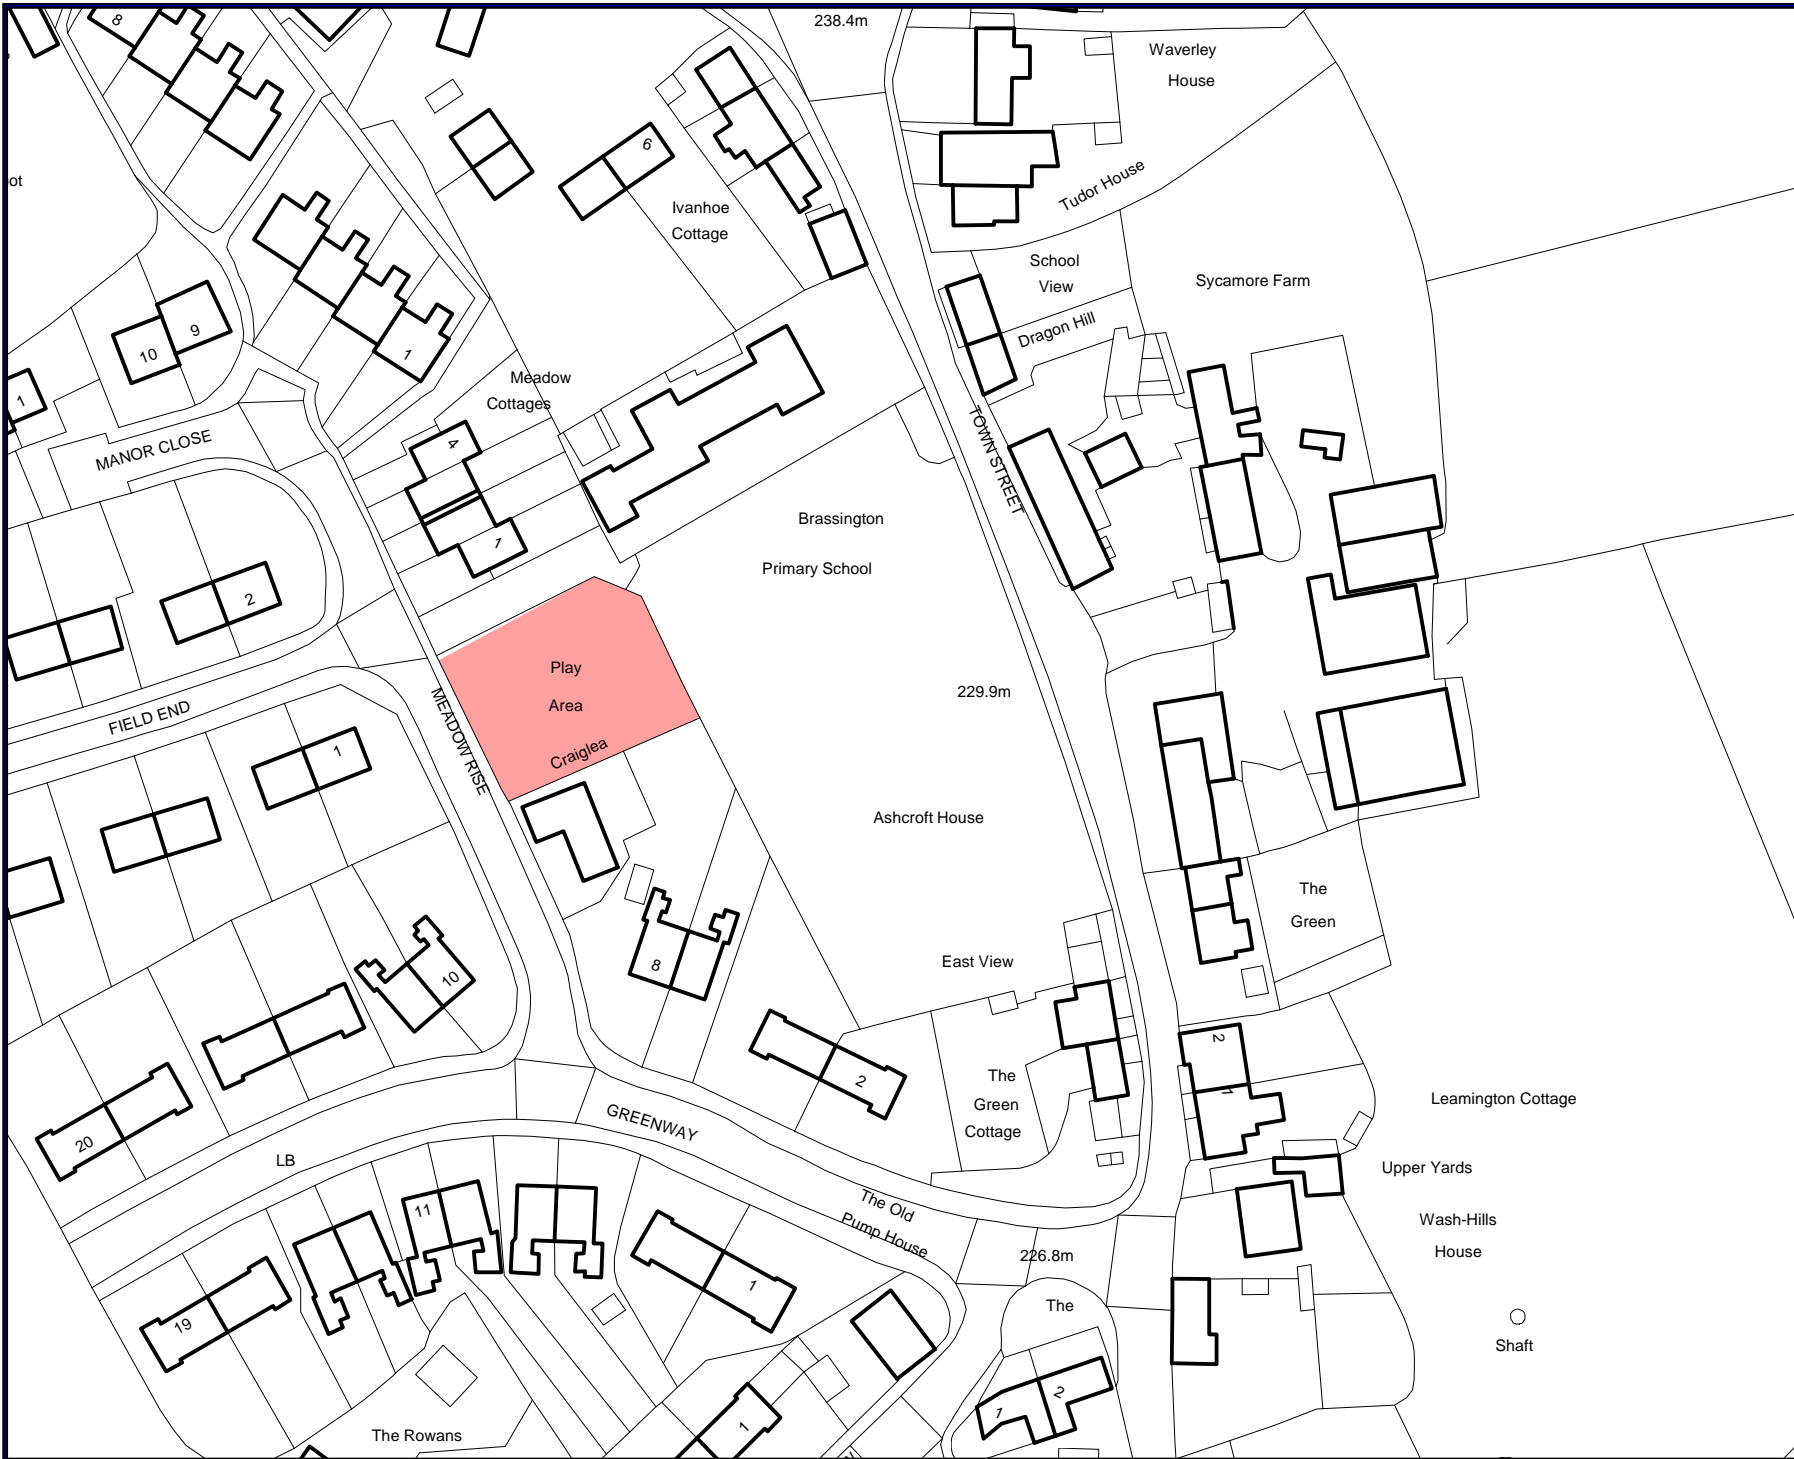 238.4m
8
Waverley
House
6
ot
Tudor House
Ivanhoe
Cottage
School
View
Sycamore Farm
9
10
1
Dragon Hill
Meadow
Cottages
1
4
MANOR CLOSE
TOWN STREET
Brassington
Primary School
1
2
Play
Area
Craiglea
229.9m
FIELD END
MEADOW RISE
1
Ashcroft House
The
Green
8
10
East View
2
1
2
The
Green
Cottage
Leamington Cottage
GREENWAY
20
LB
Upper Yards
11
The Old
Pump House
Wash-Hills
House
226.8m
1
The
19
Shaft
1
2
1
The Rowans